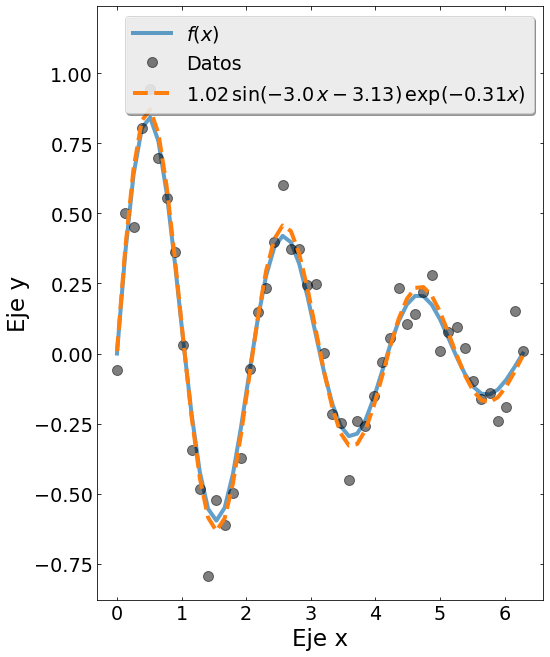 f(x)
Datos
1.02 sin(−3.0 x − 3.13) exp(−0.31x)
1.00
0.75
0.50
0.25
0.00
−0.25
−0.50
−0.75
Eje y
0 1 2 3 4 5 6
Eje x